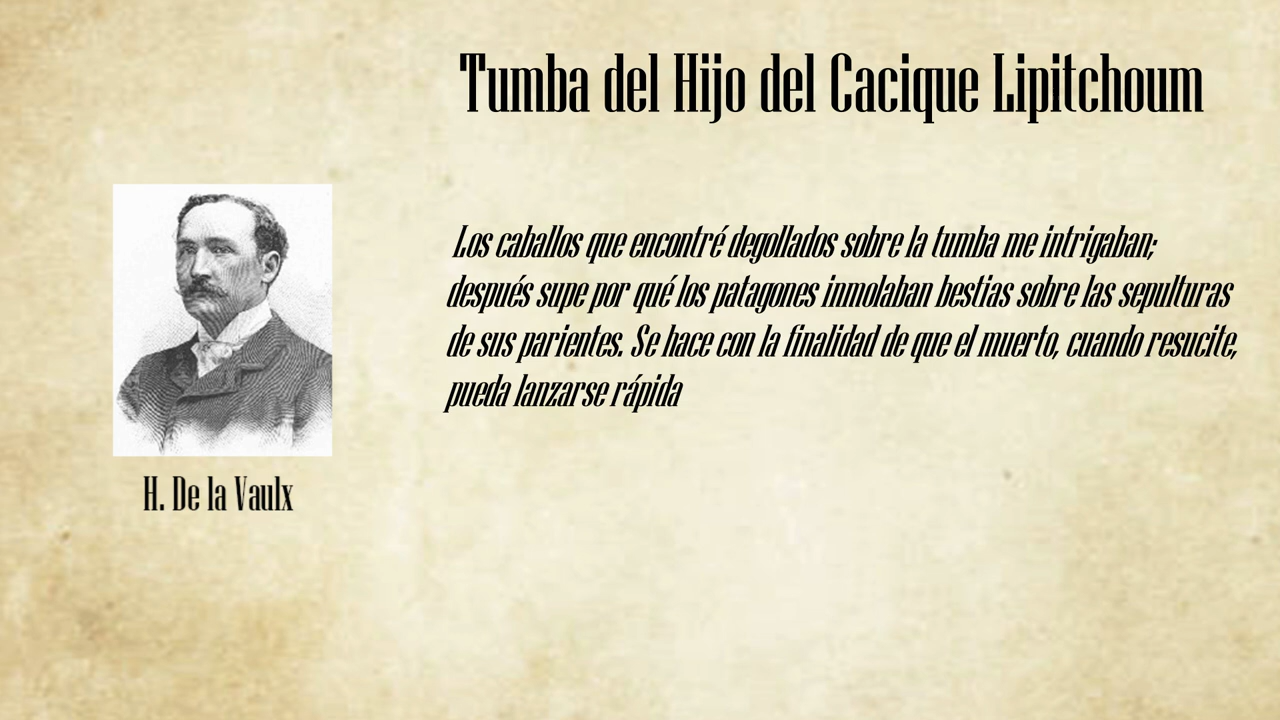 Tumba del Hijo del Cacique Lipitchoum
Los caballos que encontré degollados sobre la tumba me intrigaban;
después supe por qué los patagones inmolaban bestias sobre las sepulturas
de sus parientes. Se hace con la finalidad de que el muerto, cuando resucite,
pueda lanzarse rápida
H. De la Vaulx